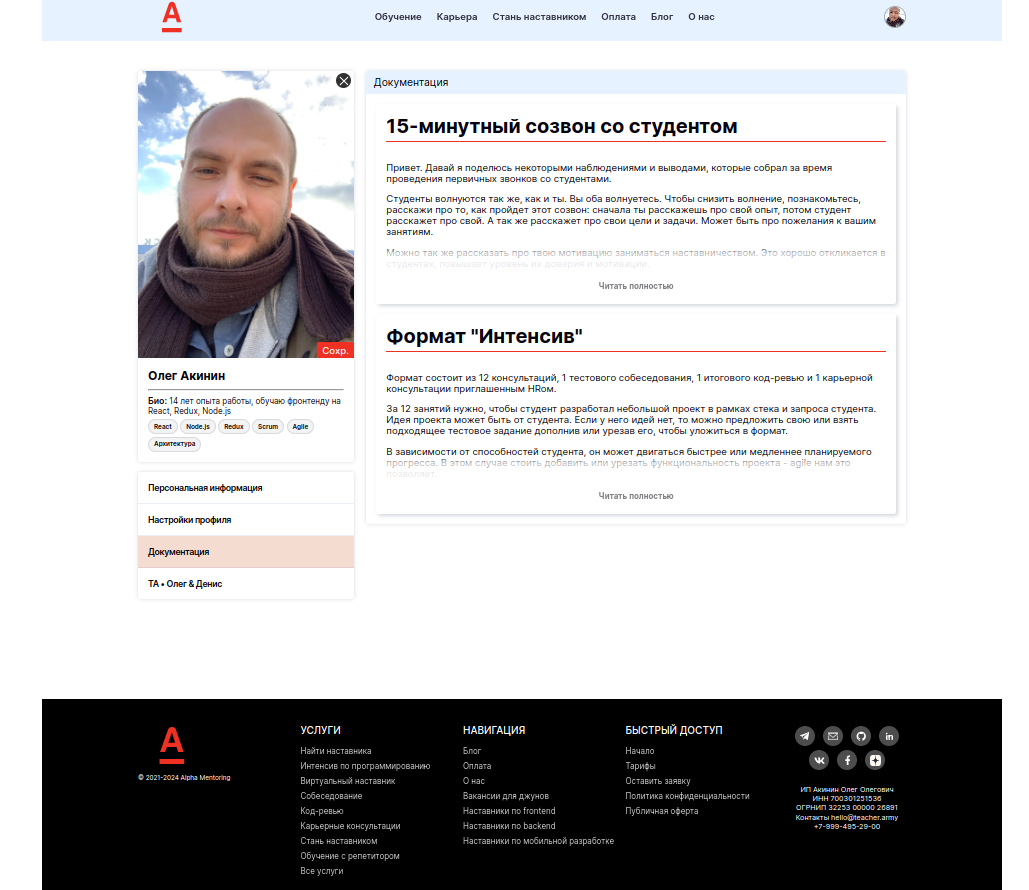 А
Обучение Карьера Стань наставником Оплата Блог О нас
Сохр.
Олег Акинин
Био: 14 лет опыта работы, обучаю фронтенду на
React, Redux, Node.js
React Node.js Redux Scrum Agile
Архитектура
Персональная информация
Настройки профиля
Документация
ТА • Олег & Денис
Документация
15-минутный созвон со студентом
Привет. Давай я поделюсь некоторыми наблюдениями и выводами, которые собрал за время
проведения первичных звонков со студентами.
Студенты волнуются так же, как и ты. Вы оба волнуетесь. Чтобы снизить волнение, познакомьтесь,
расскажи про то, как пройдет этот созвон: сначала ты расскажешь про свой опыт, потом студент
расскажет про свой. А так же расскажет про свои цели и задачи. Может быть про пожелания к вашим
занятиям.
Можно так же рассказать про твою мотивацию заниматься наставничеством. Это хорошо откликается в
студентах, повышает уровень их доверия и мотивации.
Читать полностью
Формат "Интенсив"
Формат состоит из 12 консультаций, 1 тестового собеседования, 1 итогового код-ревью и 1 карьерной
консультации приглашенным HRом.
За 12 занятий нужно, чтобы студент разработал небольшой проект в рамках стека и запроса студента.
Идея проекта может быть от студента. Если у него идей нет, то можно предложить свою или взять
подходящее тестовое задание дополнив или урезав его, чтобы уложиться в формат.
В зависимости от способностей студента, он может двигаться быстрее или медленнее планируемого
прогресса. В этом случае стоить добавить или урезать функциональность проекта - agile нам это
позволяет.
Читать полностью
А
© 2021-2024 Alpha Mentoring
УСЛУГИ
Найти наставника
Интенсив по программированию
Виртуальный наставник
Собеседование
Код-ревью
Карьерные консультации
Стань наставником
Обучение с репетитором
Все услуги
НАВИГАЦИЯ
Блог
Оплата
О нас
Вакансии для джунов
Наставники по frontend
Наставники по backend
Наставники по мобильной разработке
БЫСТРЫЙ ДОСТУП
Начало
Тарифы
Оставить заявку
Политика конфиденциальности
Публичная оферта
ИП Акинин Олег Олегович
ИНН 700301251536
ОГРНИП 32253 00000 26891
Контакты hello@teacher.army
+7-999-495-29-00